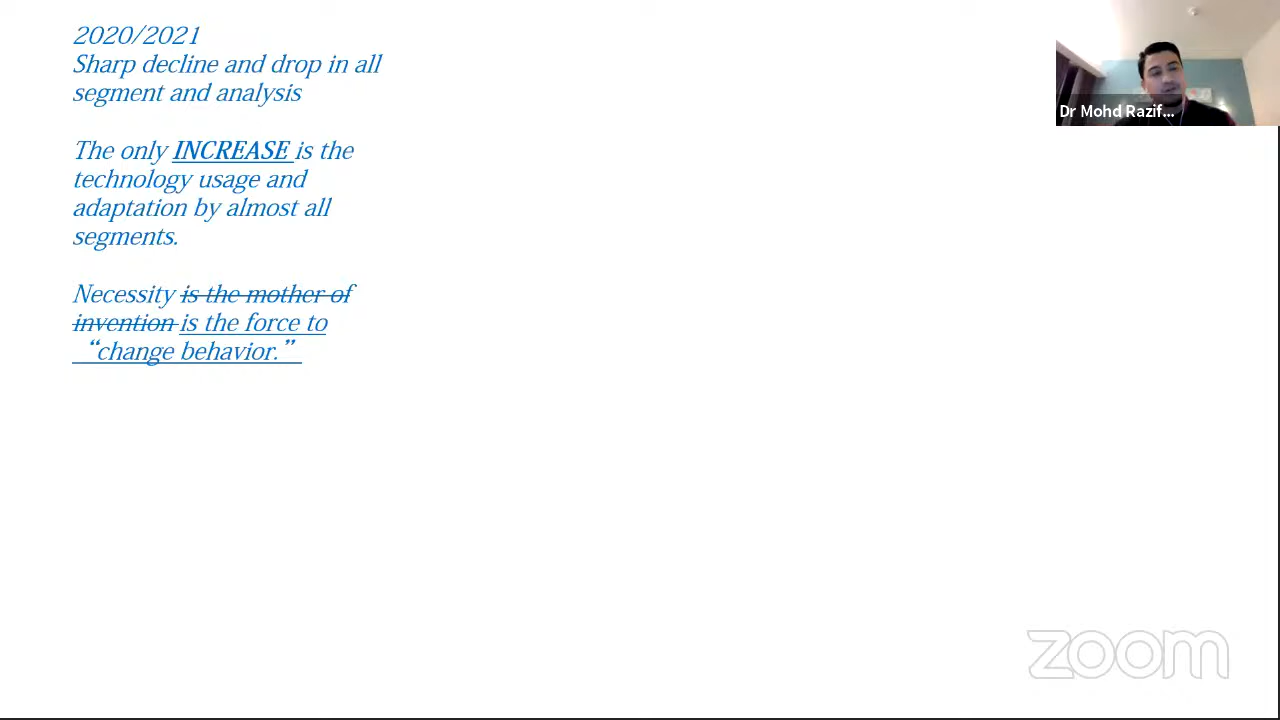 2020/2021
Sharp decline and drop in all
segment and analysis
The only INCREASE is the
technology usage and
adaptation by almost all
segments.
Necessity is the mother of
invention is the force to
“change behavior.”
Dr Mohd Razif...
zoom